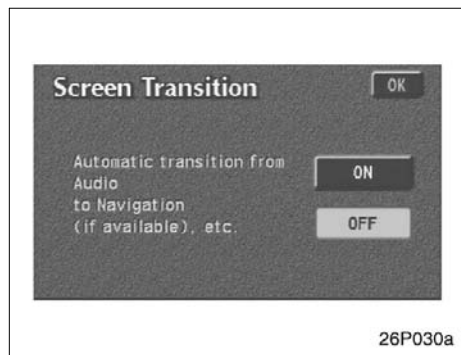 Screen Transition
OK
Automatic transition from
Audio
to Navigation
(if available), etc.
ON
OFF
26P030a